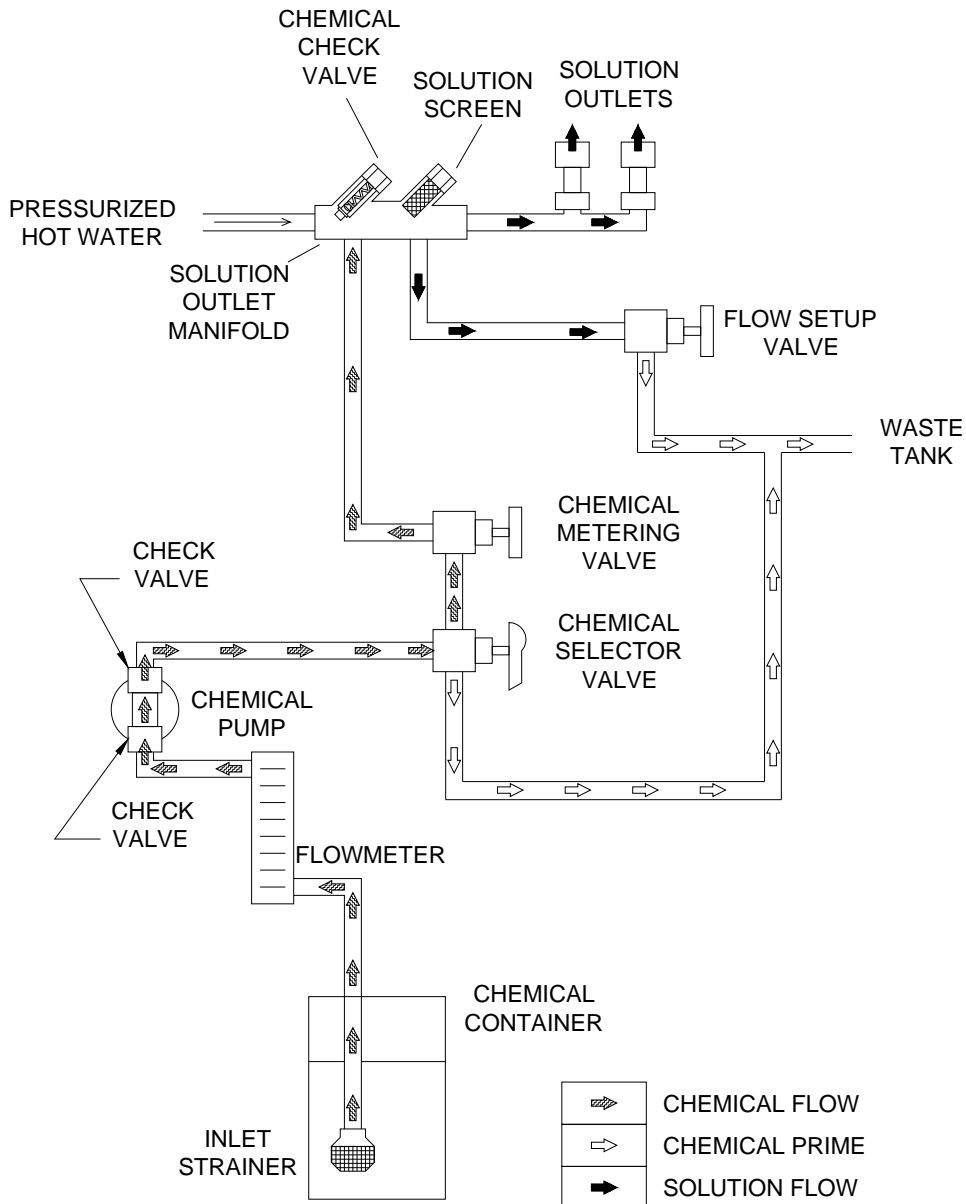 CHEMICAL
CHECK
VALVE
SOLUTION
SCREEN
SOLUTION
OUTLETS
PRESSURIZED
HOT WATER
SOLUTION
OUTLET
MANIFOLD
FLOW SETUP
VALVE
WASTE
TANK
CHEMICAL
METERING
VALVE
CHECK
VALVE
CHEMICAL
SELECTOR
VALVE
CHEMICAL
PUMP
CHECK
VALVE
FLOWMETER
CHEMICAL
CONTAINER
INLET
STRAINER
CHEMICAL FLOW
CHEMICAL PRIME
SOLUTION FLOW